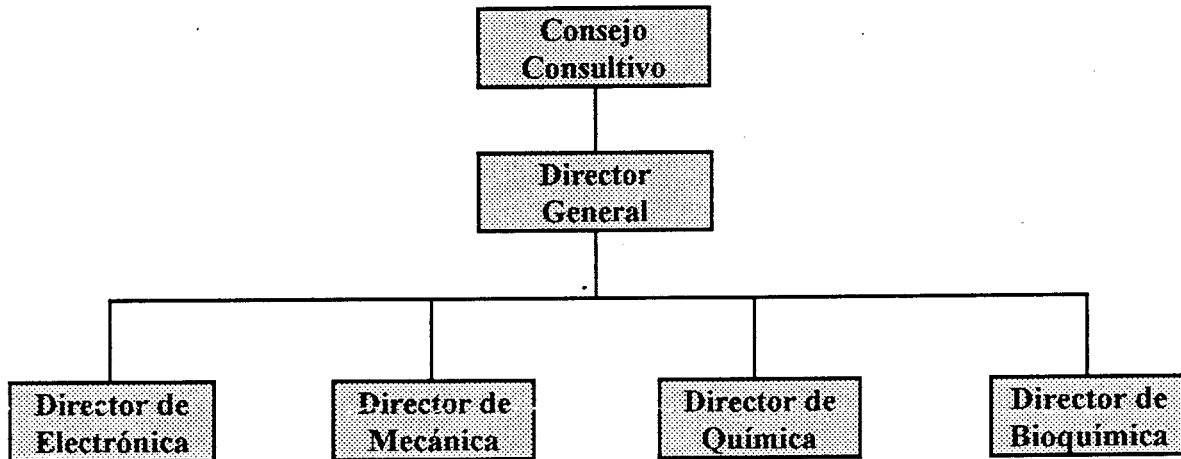 Consejo
Consultivo
Director
General
Director de
Electrónica
Director de
Mecánica
Director de
Química
Director de
Bioquímica